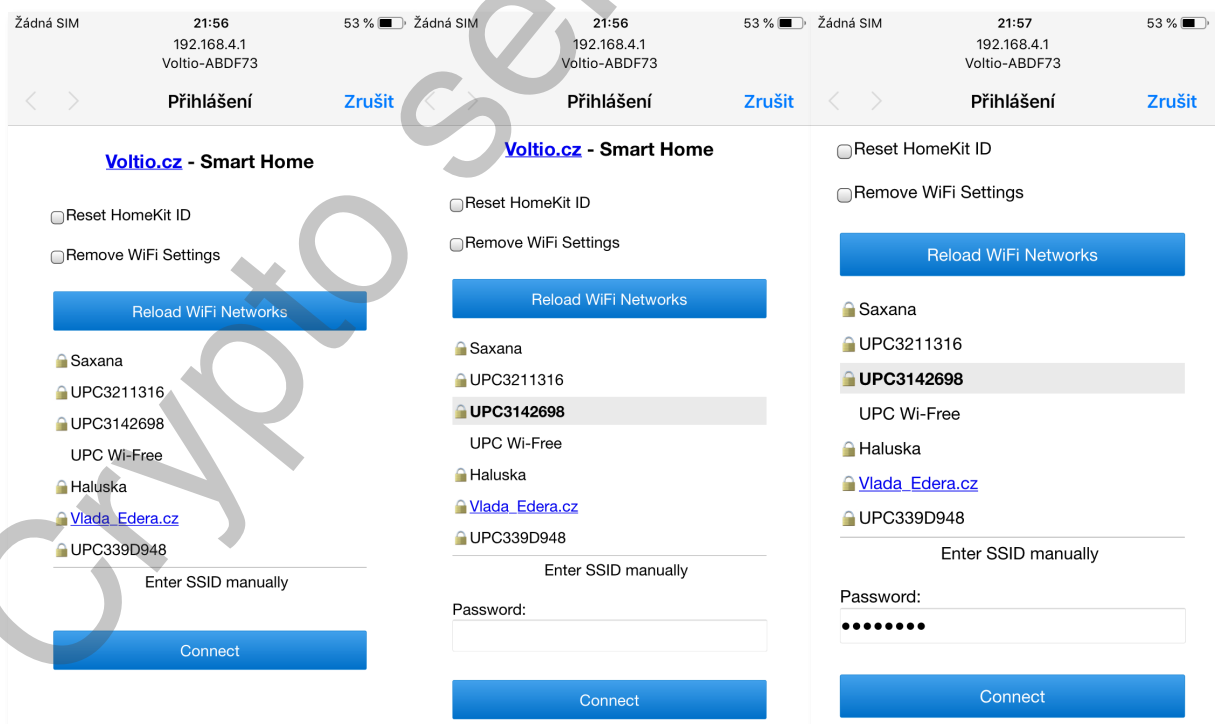 Žádná SIM 21:56 53 %
192.168.4.1
Voltio-ABDF73
Přihlášení Zrušit
Voltio.cz - Smart Home
Reset HomeKit ID
Remove WiFi Settings
Reload WiFi Networks
Saxana
UPC3211316
UPC3142698
UPC Wi-Free
Haluska
Vlada_Edera.cz
UPC339D948
Enter SSID manually
Connect
Žádná SIM 21:56 53 %
192.168.4.1
Voltio-ABDF73
Přihlášení Zrušit
Voltio.cz - Smart Home
Reset HomeKit ID
Remove WiFi Settings
Reload WiFi Networks
Saxana
UPC3211316
UPC3142698
UPC Wi-Free
Haluska
Vlada_Edera.cz
UPC339D948
Enter SSID manually
Password:
Connect
Žádná SIM 21:57 53 %
192.168.4.1
Voltio-ABDF73
Přihlášení Zrušit
Reset HomeKit ID
Remove WiFi Settings
Reload WiFi Networks
Saxana
UPC3211316
UPC3142698
UPC Wi-Free
Haluska
Vlada_Edera.cz
UPC339D948
Enter SSID manually
Password:
••••••••
Connect
Crypto